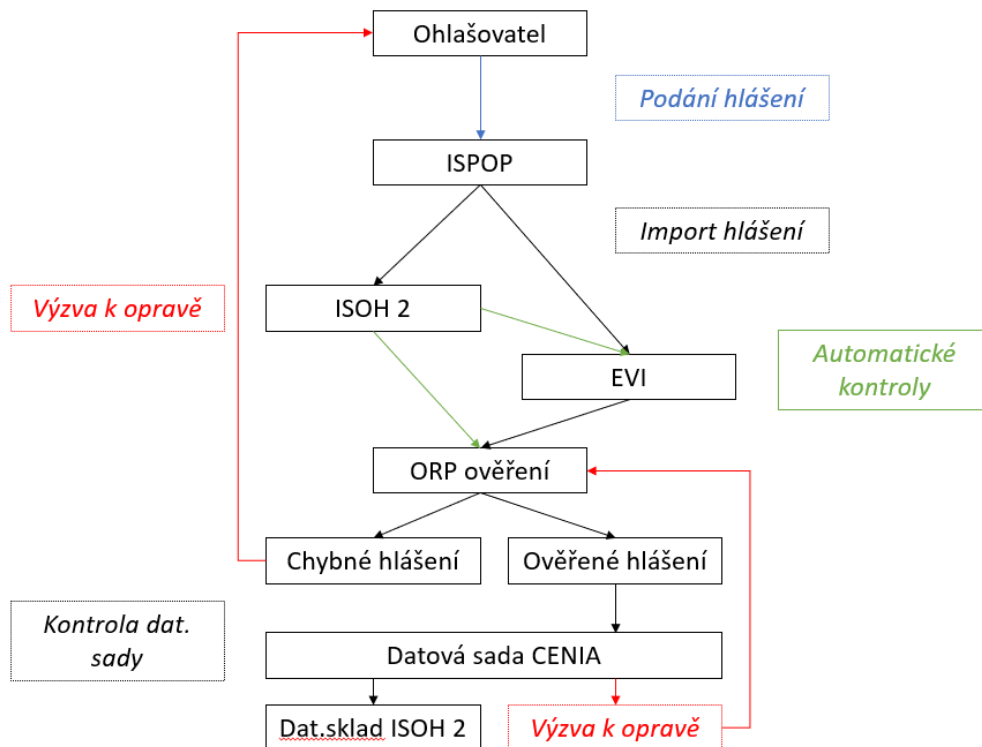 Ohlašovatel
Podání hlášení
ISPOP
Import hlášení
Výzva k opravě
ISOH 2
Automatické
kontroly
EVI
ORP ověření
Chybné hlášení
Ověřené hlášení
Kontrola dat.
sady
Datová sada CENIA
Dat.sklad ISOH 2
Výzva k opravě